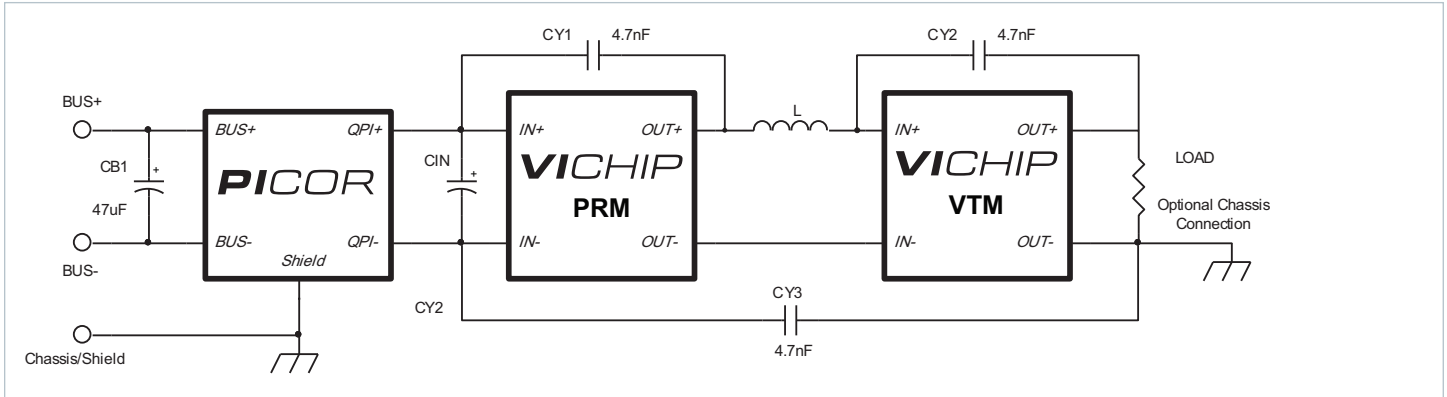 CY1 4.7nF
CY2 4.7nF
BUS+
BUS+ QPI+
CB1
+
47uF
PICOR
BUS- QPI-
Shield
BUS-
Chassis/Shield
CIN
+
IN+ OUT+
VICHIP
PRM
IN- OUT-
L
IN+ OUT+
VICHIP
VTM
IN- OUT-
LOAD
Optional Chassis
Connection
CY2
CY3
4.7nF